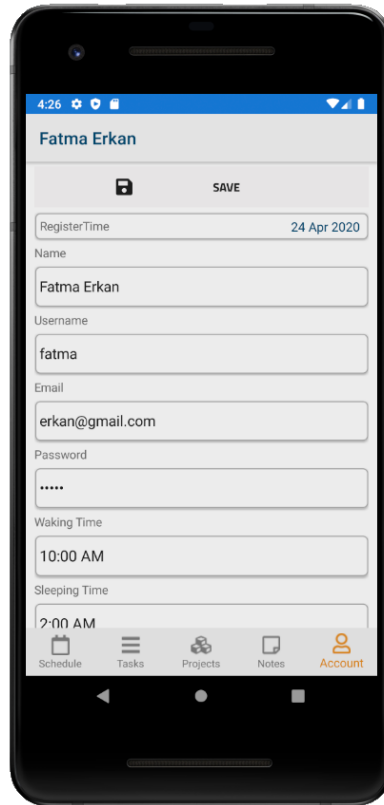 4:26
Fatma Erkan
SAVE
RegisterTime 24 Apr 2020
Name
Fatma Erkan
Username
fatma
Email
erkan@gmail.com
Password
•••••
Waking Time
10:00 AM
Sleeping Time
2:00 AM
Schedule Tasks Projects Notes Account